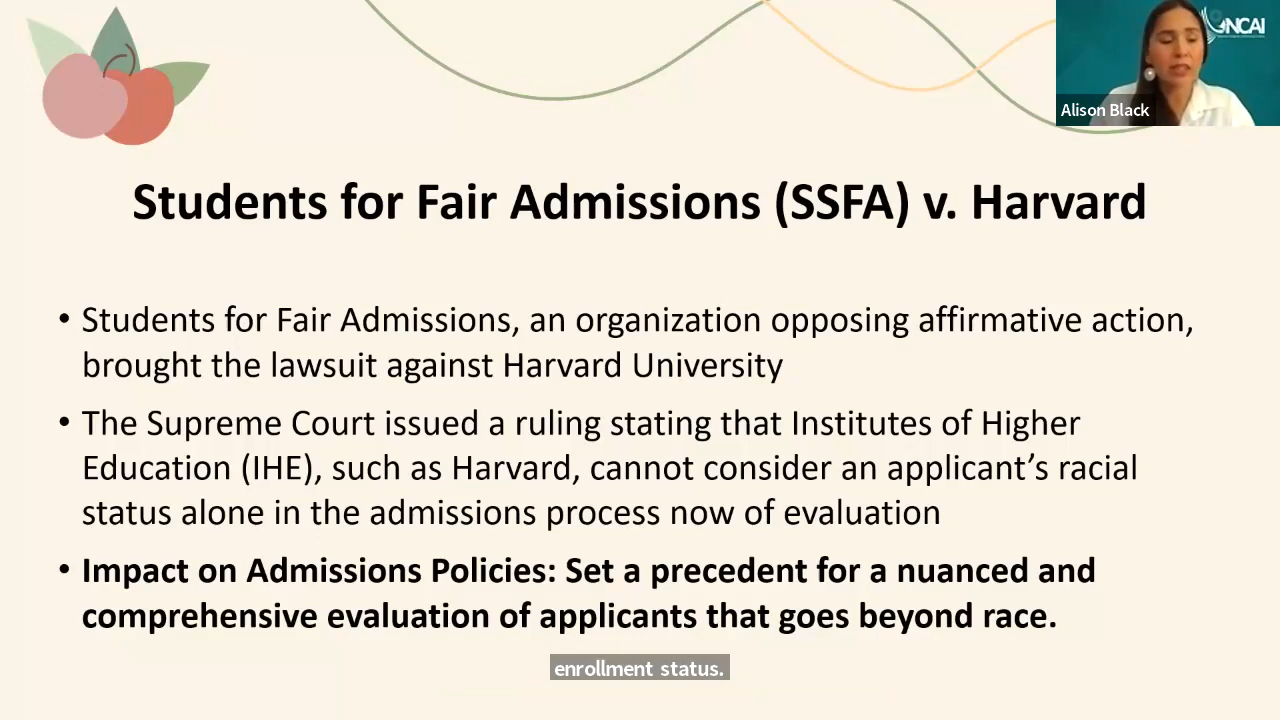 NCAI
Alison Black
Students for Fair Admissions (SSFA) v. Harvard
• Students for Fair Admissions, an organization opposing affirmative action,
brought the lawsuit against Harvard University
• The Supreme Court issued a ruling stating that Institutes of Higher
Education (IHE), such as Harvard, cannot consider an applicant’s racial
status alone in the admissions process now of evaluation
• Impact on Admissions Policies: Set a precedent for a nuanced and
comprehensive evaluation of applicants that goes beyond race.
enrollment status.